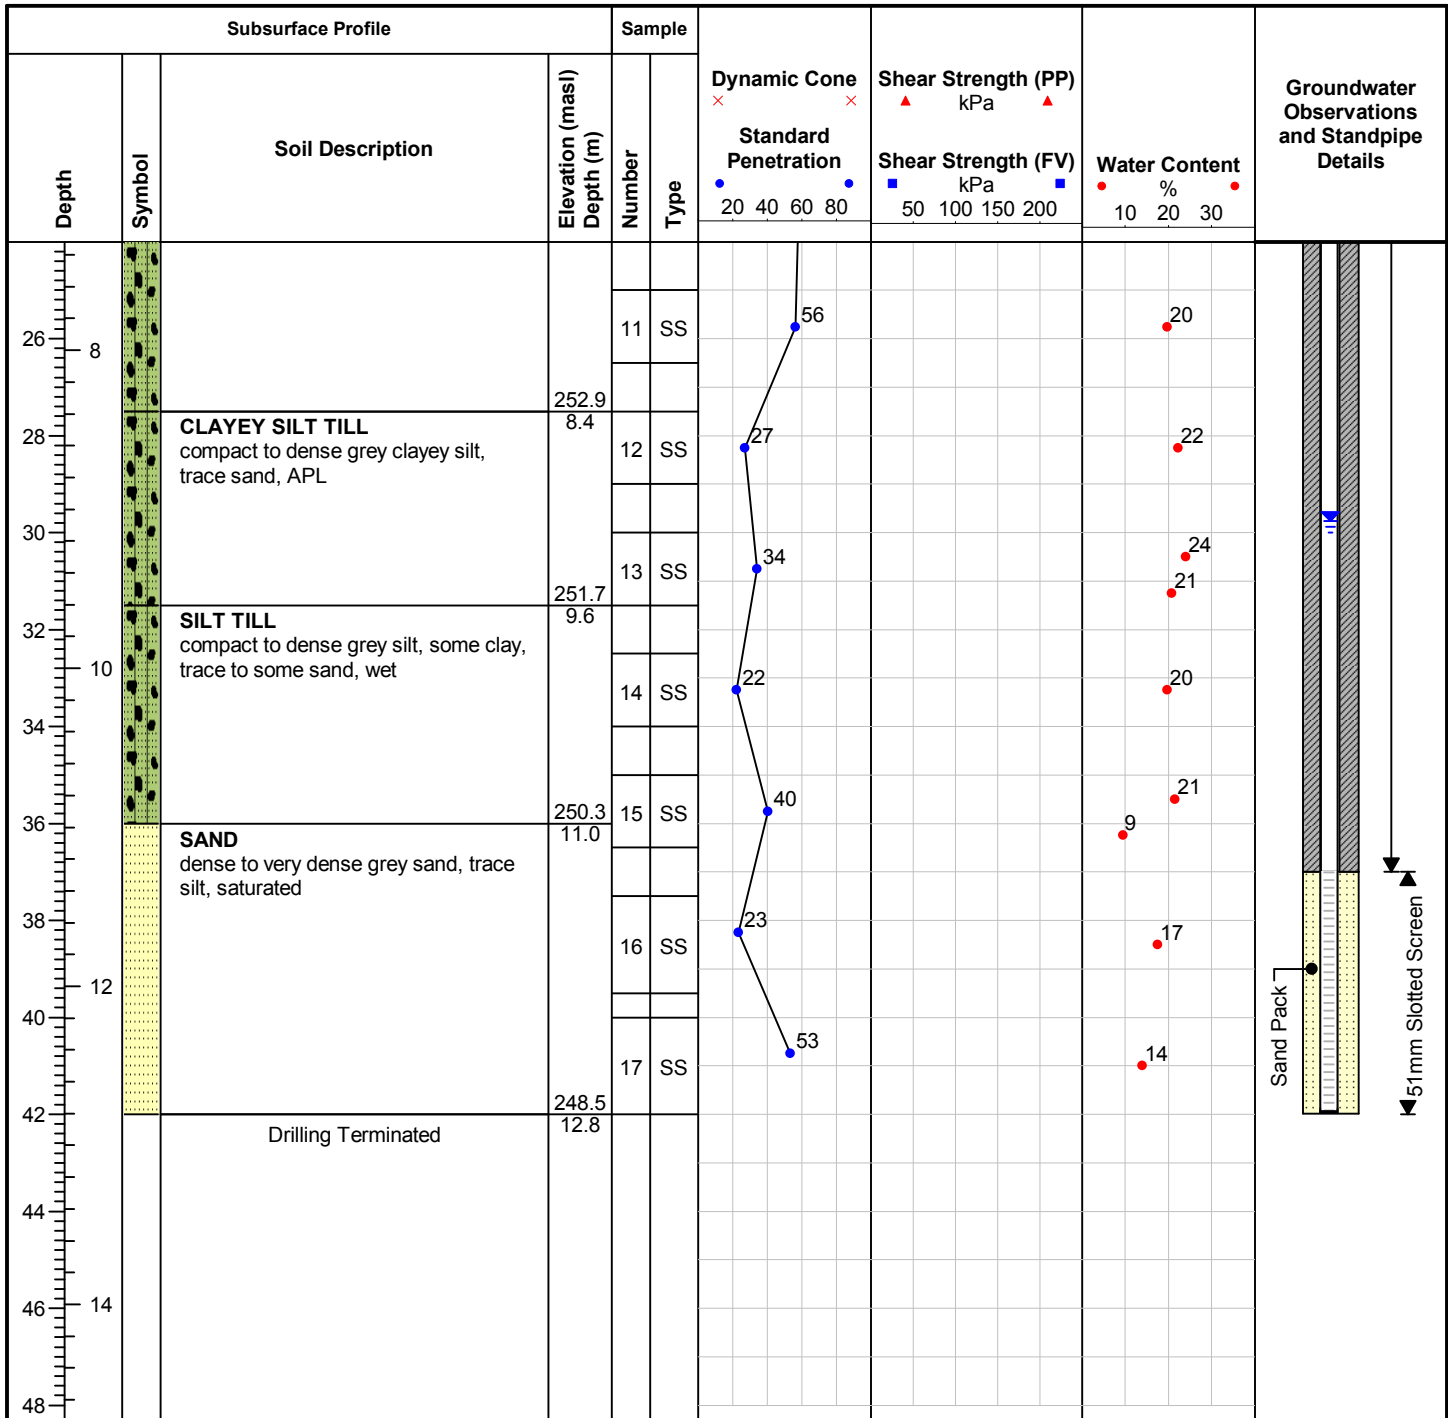 Subsurface Profile
Sample
Depth
Symbol
Soil Description
Elevation (masl)
Depth (m)
Number
Type
Dynamic Cone
Standard
Penetration
20 40 60 80
Shear Strength (PP)
kPa
Shear Strength (FV)
kPa
50 100 150 200
Water Content
%
10 20 30
Groundwater
Observations
and Standpipe
Details
11 SS 56 20
26
8
252.9
8.4
CLAYEY SILT TILL
compact to dense grey clayey silt,
trace sand, APL
28
12 SS 27 22
30
13 SS 34 24
21
251.7
9.6
SILT TILL
compact to dense grey silt, some clay,
trace to some sand, wet
32
10
14 SS 22 20
34
15 SS 40 21
9
250.3
11.0
36
SAND
dense to very dense grey sand, trace
silt, saturated
38
16 SS 23 17
12
40
17 SS 53 14
Sand Pack
51mm Slotted Screen
248.5
12.8
42
Drilling Terminated
44
46
14
48